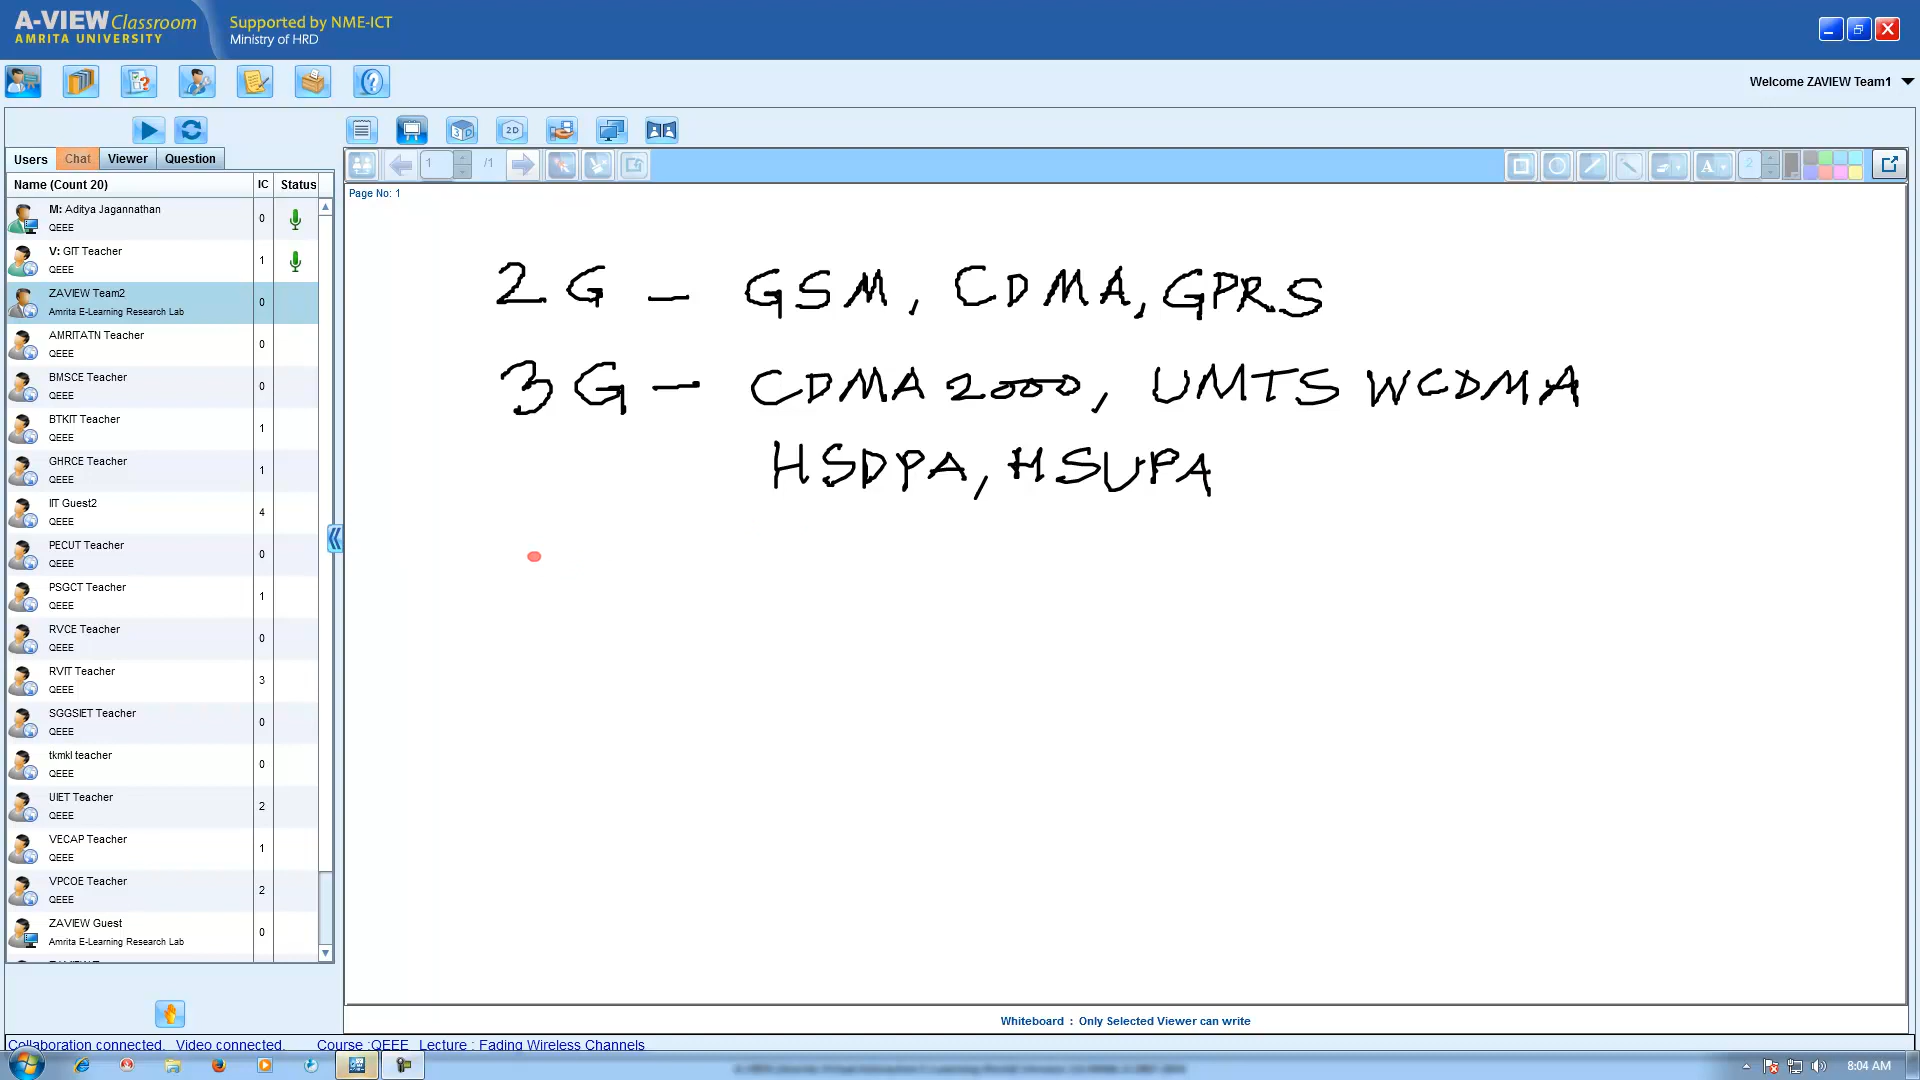 A-VIEW Classroom
AMRITA UNIVERSITY
Supported by NME-ICT
Ministry of HRD
Welcome ZAVIEW Team1
Users Chat Viewer Question
Name (Count 20) IC Status
M: Aditya Jagannathan
QEEE
0
V: GIT Teacher
QEEE
1
ZAVIEW Team2
Amrita E-Learning Research Lab
0
AMRITATN Teacher
QEEE
0
BMSCE Teacher
QEEE
0
BTKIT Teacher
QEEE
1
GHRCE Teacher
QEEE
1
IIT Guest2
QEEE
4
PECUT Teacher
QEEE
0
PSGCT Teacher
QEEE
1
RVCE Teacher
QEEE
0
RVIT Teacher
QEEE
3
SGGSIET Teacher
QEEE
0
tkmkl teacher
QEEE
0
UIET Teacher
QEEE
2
VECAP Teacher
QEEE
1
VPCOE Teacher
QEEE
2
ZAVIEW Guest
Amrita E-Learning Research Lab
0
3D 2D
1 /1
A 2
Page No: 1
2G - GSM, CDMA, GPRS
3G - CDMA 2000, UMTS WCDMA
HSDPA, HSUPA
Whiteboard : Only Selected Viewer can write
Collaboration connected. Video connected. Course :QEEE Lecture : Fading Wireless Channels
8:04 AM